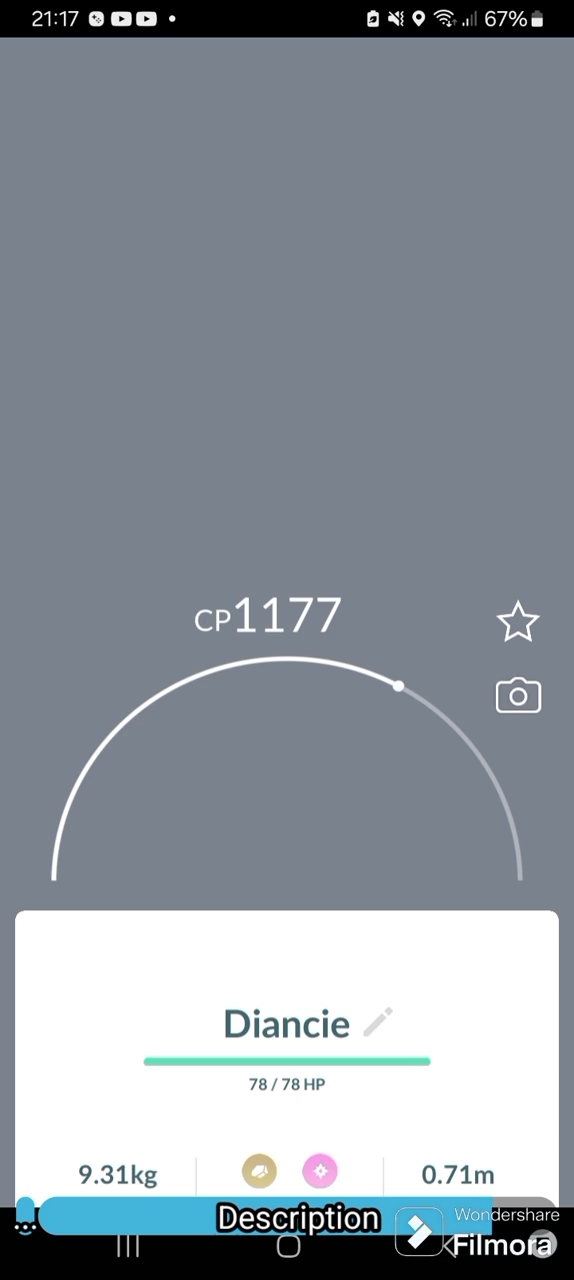 21:17 67%
CP1177
Diancie
78 / 78 HP
9.31kg 0.71m
Description
Wondershare
Filmora